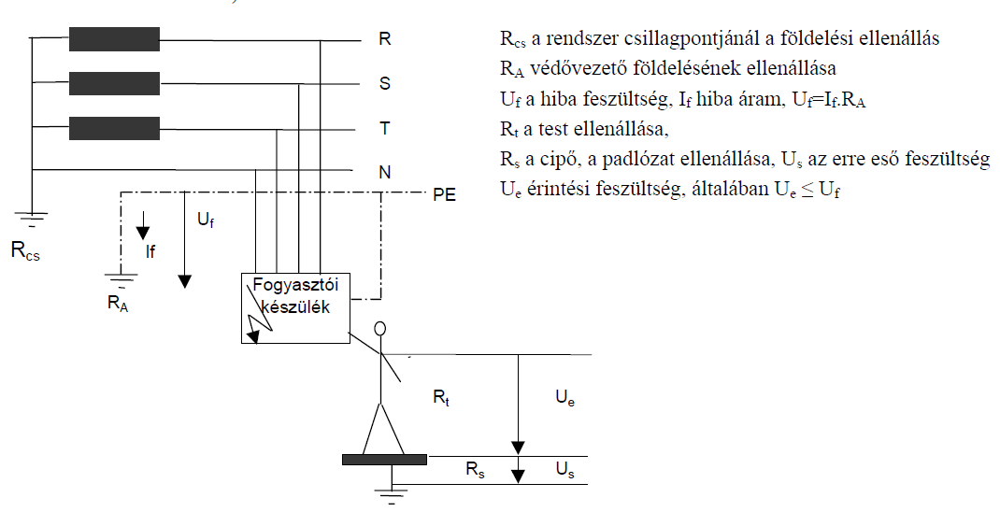 R
S
T
N
PE
Rcs
If
Uf
RA
Fogyasztói
készülék
Rt
Ue
Rs
Us
Rcs a rendszer csillagpontjánál a földelési ellenállás
RA védővezető földelésének ellenállása
Uf a hiba feszültség, If hiba áram, Uf=If.RA
Rt a test ellenállása,
Rs a cipő, a padlózat ellenállása, Us az erre eső feszültség
Ue érintési feszültség, általában Ue ≤ Uf